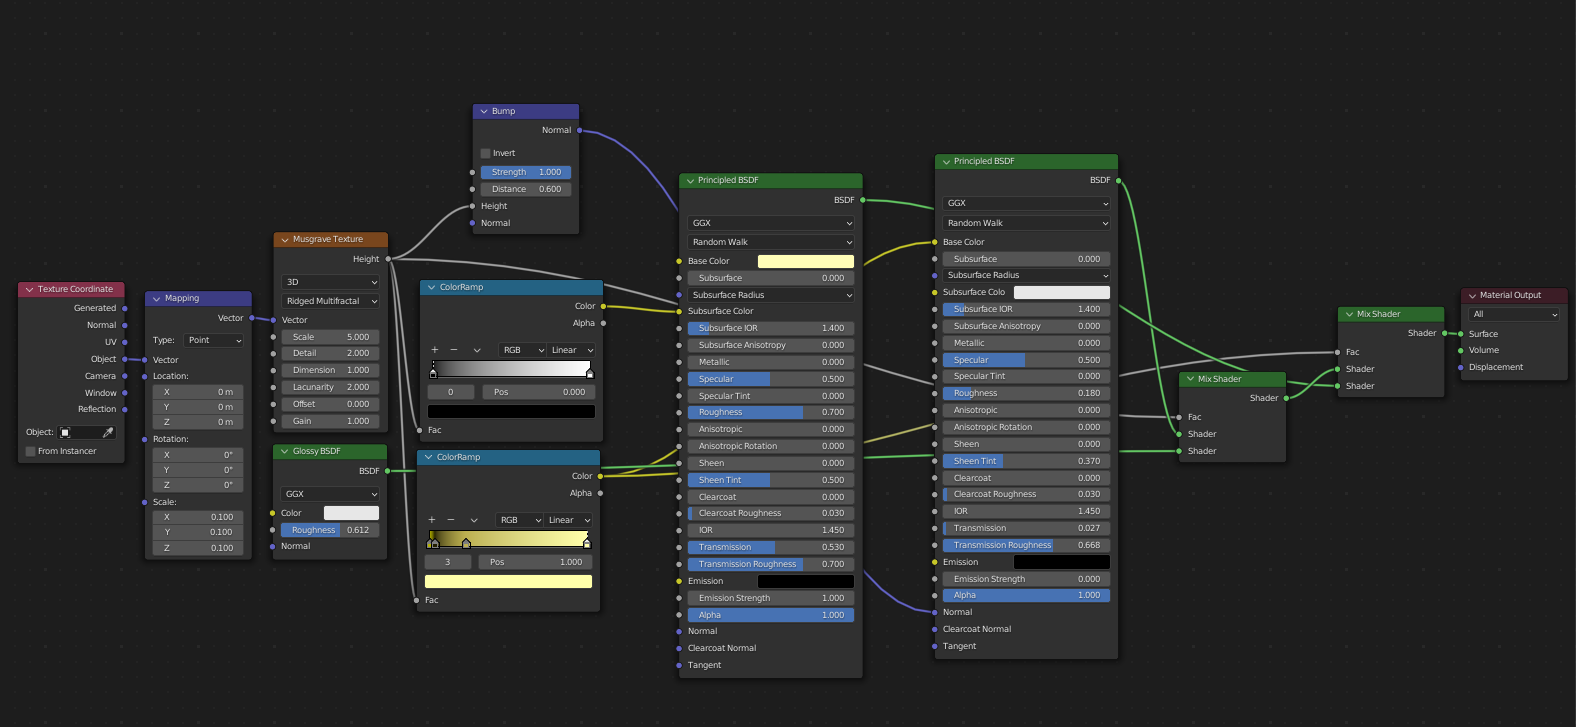 Texture Coordinate
Generated
Normal
UV
Object
Camera
Window
Reflection
Object:
From Instancer
Mapping
Vector
Type: Point
Vector
Location:
X 0 m
Y 0 m
Z 0 m
Rotation:
X 0°
Y 0°
Z 0°
Scale:
X 0.100
Y 0.100
Z 0.100
Musgrave Texture
Height
3D
Ridged Multifractal
Vector
Scale 5.000
Detail 2.000
Dimension 1.000
Lacunarity 2.000
Offset 0.000
Gain 1.000
Glossy BSDF
BSDF
GGX
Color
Roughness 0.612
Normal
Bump
Normal
Invert
Strength 1.000
Distance 0.600
Height
Normal
ColorRamp
Color
Alpha
+ − RGB Linear
0 Pos 0.000
Fac
ColorRamp
Color
Alpha
+ − RGB Linear
3 Pos 1.000
Fac
Principled BSDF
BSDF
GGX
Random Walk
Base Color
Subsurface 0.000
Subsurface Radius
Subsurface Color
Subsurface IOR 1.400
Subsurface Anisotropy 0.000
Metallic 0.000
Specular 0.500
Specular Tint 0.000
Roughness 0.700
Anisotropic 0.000
Anisotropic Rotation 0.000
Sheen 0.000
Sheen Tint 0.500
Clearcoat 0.000
Clearcoat Roughness 0.030
IOR 1.450
Transmission 0.530
Transmission Roughness 0.700
Emission
Emission Strength 1.000
Alpha 1.000
Normal
Clearcoat Normal
Tangent
Principled BSDF
BSDF
GGX
Random Walk
Base Color
Subsurface 0.000
Subsurface Radius
Subsurface Colo
Subsurface IOR 1.400
Subsurface Anisotropy 0.000
Metallic 0.000
Specular 0.500
Specular Tint 0.000
Roughness 0.180
Anisotropic 0.000
Anisotropic Rotation 0.000
Sheen 0.000
Sheen Tint 0.370
Clearcoat 0.000
Clearcoat Roughness 0.030
IOR 1.450
Transmission 0.027
Transmission Roughness 0.668
Emission
Emission Strength 0.000
Alpha 1.000
Normal
Clearcoat Normal
Tangent
Mix Shader
Shader
Fac
Shader
Shader
Mix Shader
Shader
Fac
Shader
Shader
Material Output
All
Surface
Volume
Displacement